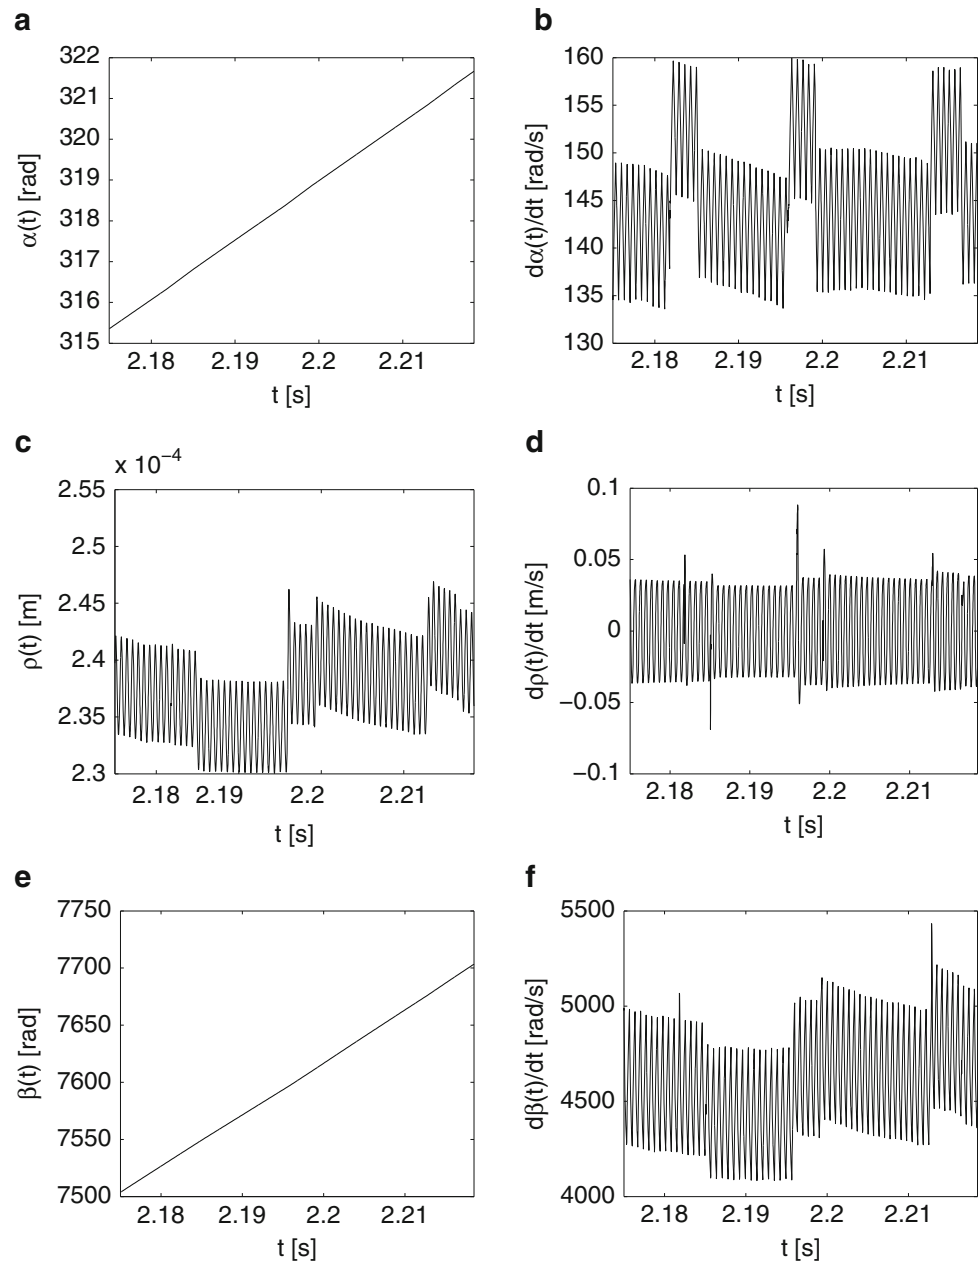 a
322
321
320
319
318
317
316
315
α(t) [rad]
2.18 2.19 2.2 2.21
t [s]
b
160
155
150
145
140
135
130
dα(t)/dt [rad/s]
2.18 2.19 2.2 2.21
t [s]
c
x 10⁻⁴
2.55
2.5
2.45
2.4
2.35
2.3
ρ(t) [m]
2.18 2.19 2.2 2.21
t [s]
d
0.1
0.05
0
−0.05
−0.1
dρ(t)/dt [m/s]
2.18 2.19 2.2 2.21
t [s]
e
7750
7700
7650
7600
7550
7500
β(t) [rad]
2.18 2.19 2.2 2.21
t [s]
f
5500
5000
4500
4000
dβ(t)/dt [rad/s]
2.18 2.19 2.2 2.21
t [s]